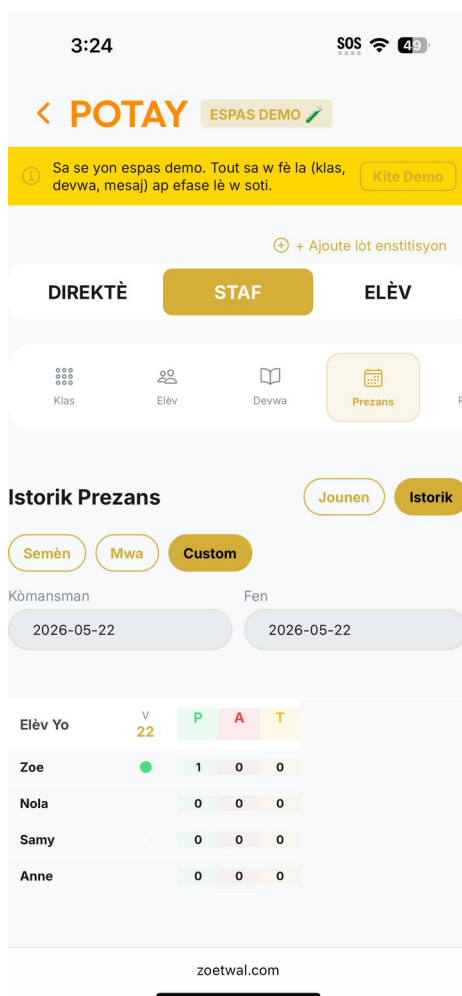 3:24
SOS
49
POTAY
ESPAS DEMO
Sa se yon espas demo. Tout sa w fè la (klas,
devwa, mesaj) ap efase lè w soti.
Kite Demo
+ Ajoute lòt enstitisyon
DIREKTÈ
STAF
ELÈV
Klas
Elèv
Devwa
Prezans
Istorik Prezans
Jounen
Istorik
Semèn
Mwa
Custom
Kòmansman
Fen
2026-05-22
2026-05-22
Elèv Yo
V
22
P A T
Zoe 1 0 0
Nola 0 0 0
Samy 0 0 0
Anne 0 0 0
zoetwal.com